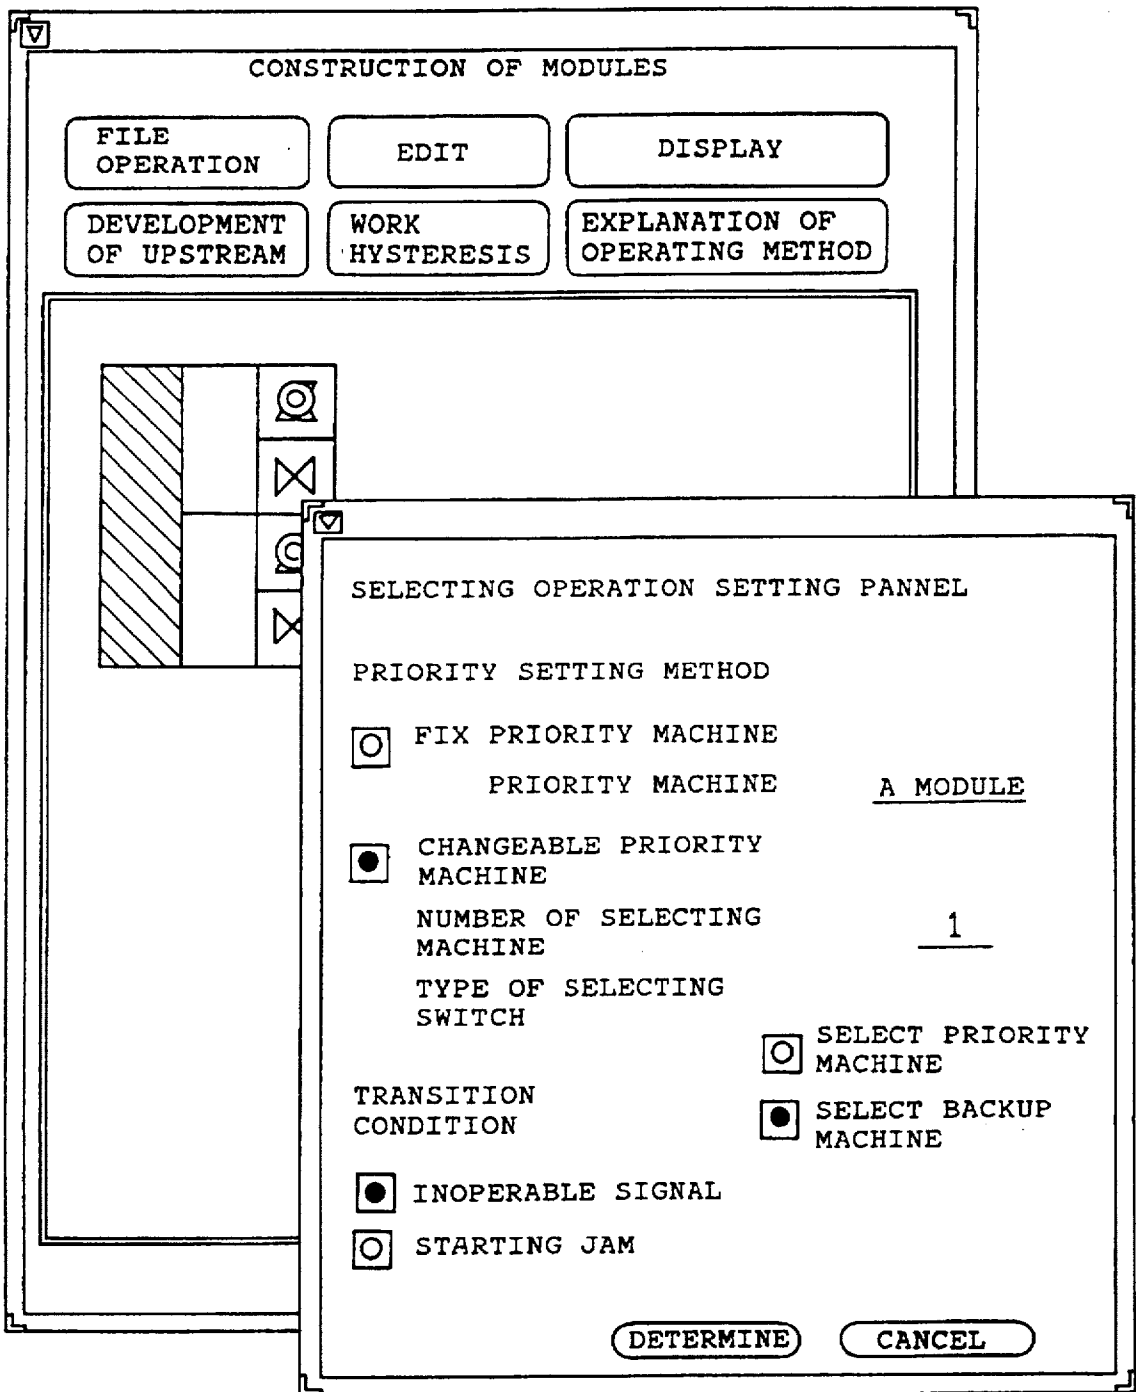 CONSTRUCTION OF MODULES
FILE
OPERATION
EDIT
DISPLAY
DEVELOPMENT
OF UPSTREAM
WORK
HYSTERESIS
EXPLANATION OF
OPERATING METHOD
SELECTING OPERATION SETTING PANNEL
PRIORITY SETTING METHOD
FIX PRIORITY MACHINE
PRIORITY MACHINE A MODULE
CHANGEABLE PRIORITY
MACHINE
NUMBER OF SELECTING
MACHINE
1
TYPE OF SELECTING
SWITCH
SELECT PRIORITY
MACHINE
SELECT BACKUP
MACHINE
TRANSITION
CONDITION
INOPERABLE SIGNAL
STARTING JAM
DETERMINE
CANCEL